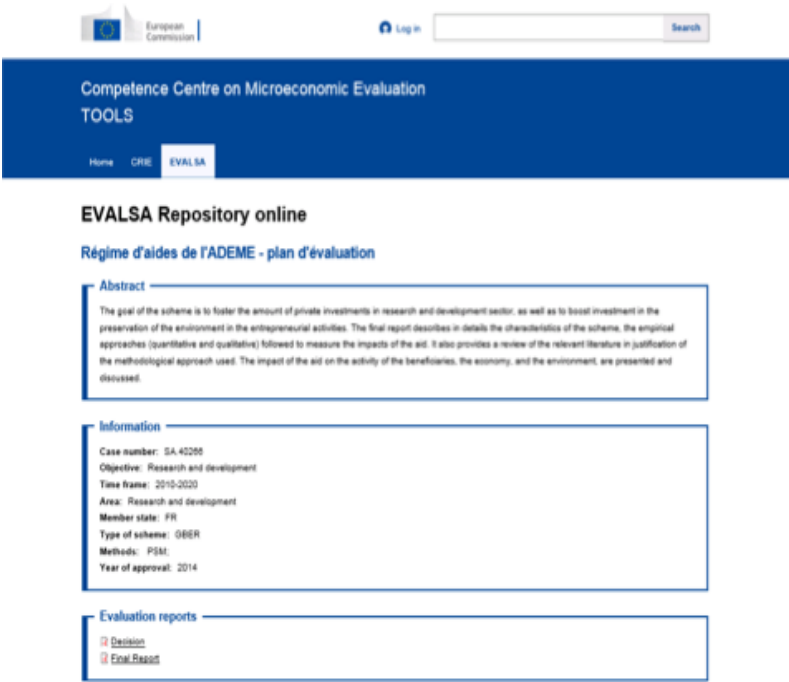 European
Commission
Log in
Search
Competence Centre on Microeconomic Evaluation
TOOLS
Home CRIE EVALSA
EVALSA Repository online
Régime d'aides de l'ADEME - plan d'évaluation
Abstract
The goal of the scheme is to foster the amount of private investments in research and development sector, as well as to boost investment in the
preservation of the environment in the entrepreneurial activities. The final report describes in details the characteristics of the scheme, the empirical
approaches (quantitative and qualitative) followed to measure the impacts of the aid. It also provides a review of the relevant literature in justification of
the methodological approach used. The impact of the aid on the activity of the beneficiaries, the economy, and the environment, are presented and
discussed.
Information
Case number: SA.40266
Objective: Research and development
Time frame: 2010-2020
Area: Research and development
Member state: FR
Type of scheme: GBER
Methods: PSM;
Year of approval: 2014
Evaluation reports
Decision
Final Report